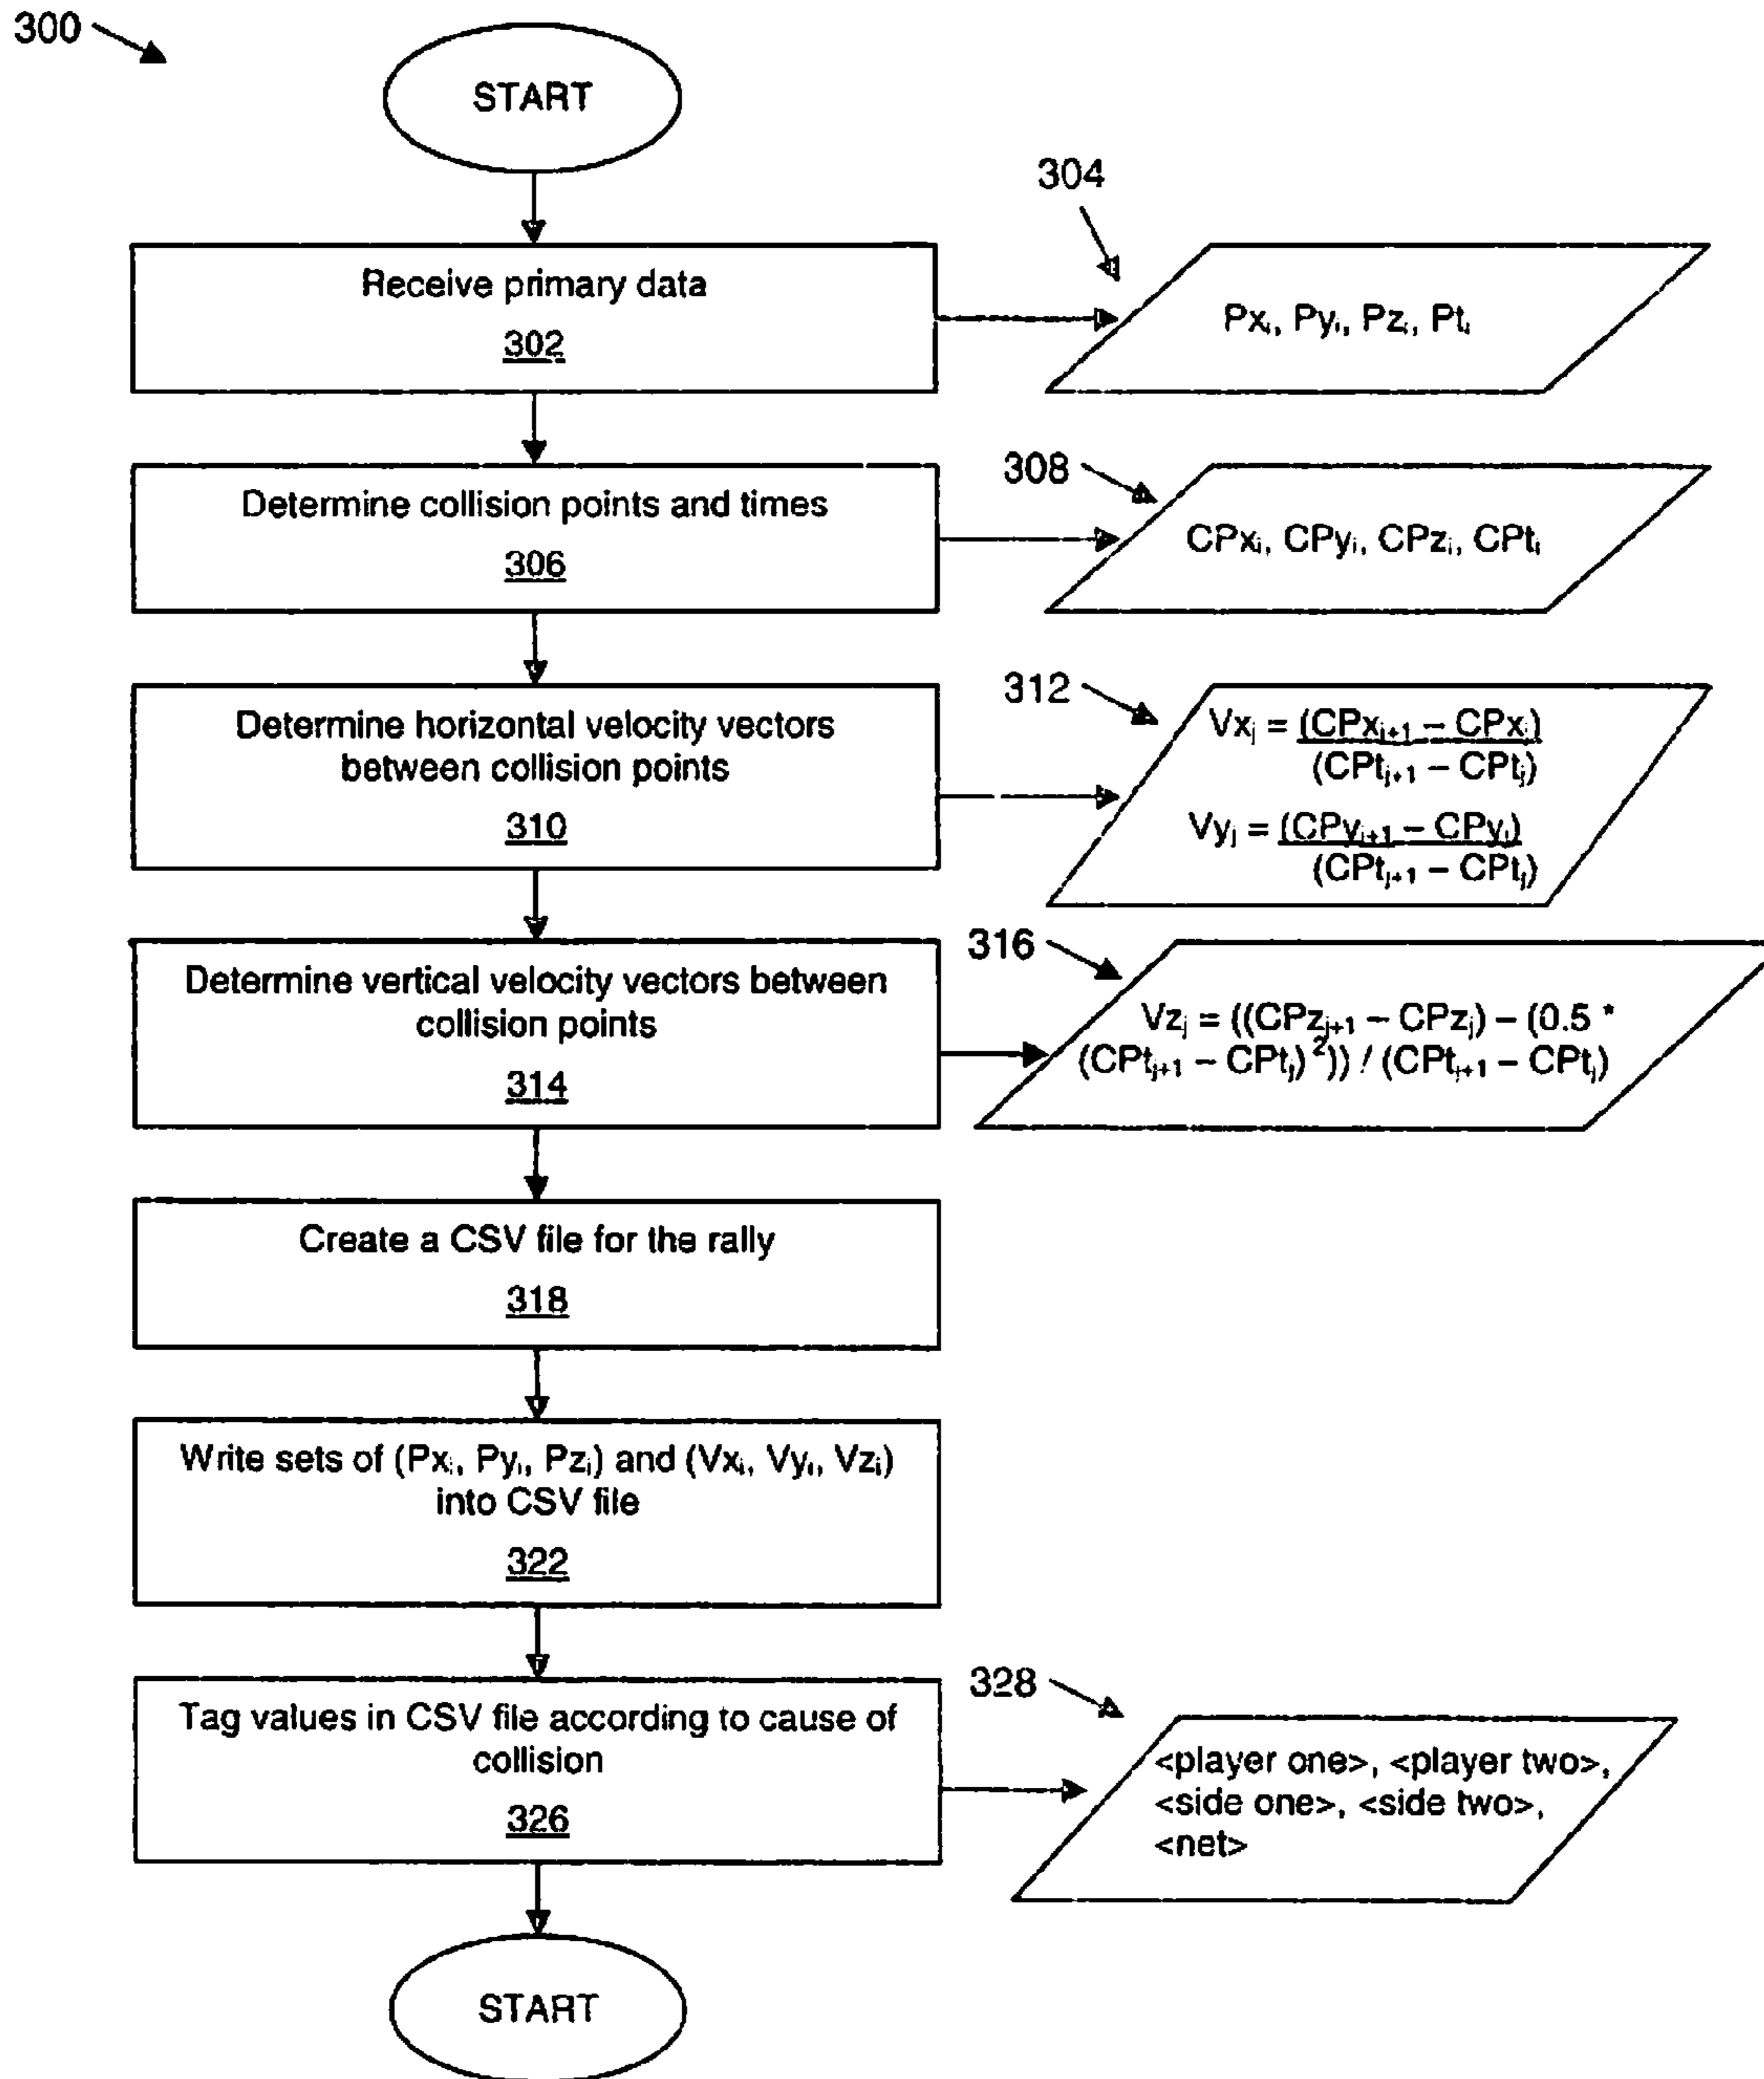 300
START
304
Receive primary data
302
Pxᵢ, Pyᵢ, Pzᵢ, Ptᵢ
308
Determine collision points and times
306
CPxᵢ, CPyᵢ, CPzᵢ, CPtᵢ
312
Determine horizontal velocity vectors
between collision points
310
Vxⱼ = (CPxⱼ₊₁ – CPxⱼ)
(CPtⱼ₊₁ – CPtⱼ)
Vyⱼ = (CPyⱼ₊₁ – CPyⱼ)
(CPtⱼ₊₁ – CPtⱼ)
316
Determine vertical velocity vectors between
collision points
314
Vzⱼ = ((CPzⱼ₊₁ – CPzⱼ) – (0.5 *
(CPtⱼ₊₁ – CPtⱼ)²)) / (CPtⱼ₊₁ – CPtⱼ)
Create a CSV file for the rally
318
Write sets of (Pxᵢ, Pyᵢ, Pzᵢ) and (Vxᵢ, Vyᵢ, Vzᵢ)
into CSV file
322
328
Tag values in CSV file according to cause of
collision
326
<player one>, <player two>,
<side one>, <side two>,
<net>
START